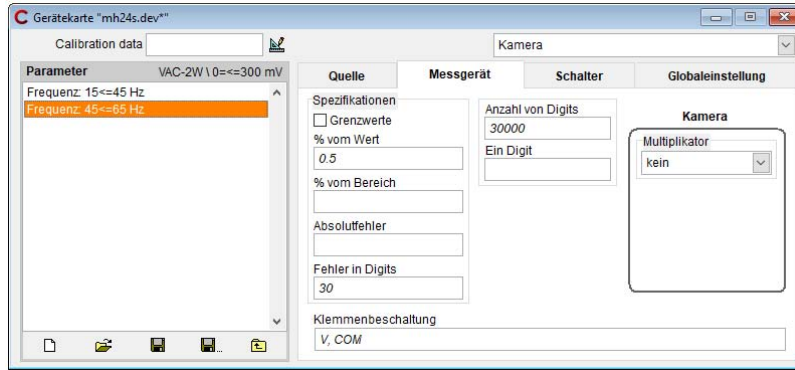 C Gerätekarte "mh24s.dev*"
Calibration data
Kamera
Parameter VAC-2W \ 0=<=300 mV
Frequenz: 15<=45 Hz
Frequenz: 45<=65 Hz
Quelle Messgerät Schalter Globaleinstellung
Spezifikationen
Grenzwerte
% vom Wert
0.5
% vom Bereich
Absolutfehler
Fehler in Digits
30
Anzahl von Digits
30000
Ein Digit
Kamera
Multiplikator
kein
Klemmenbeschaltung
V, COM